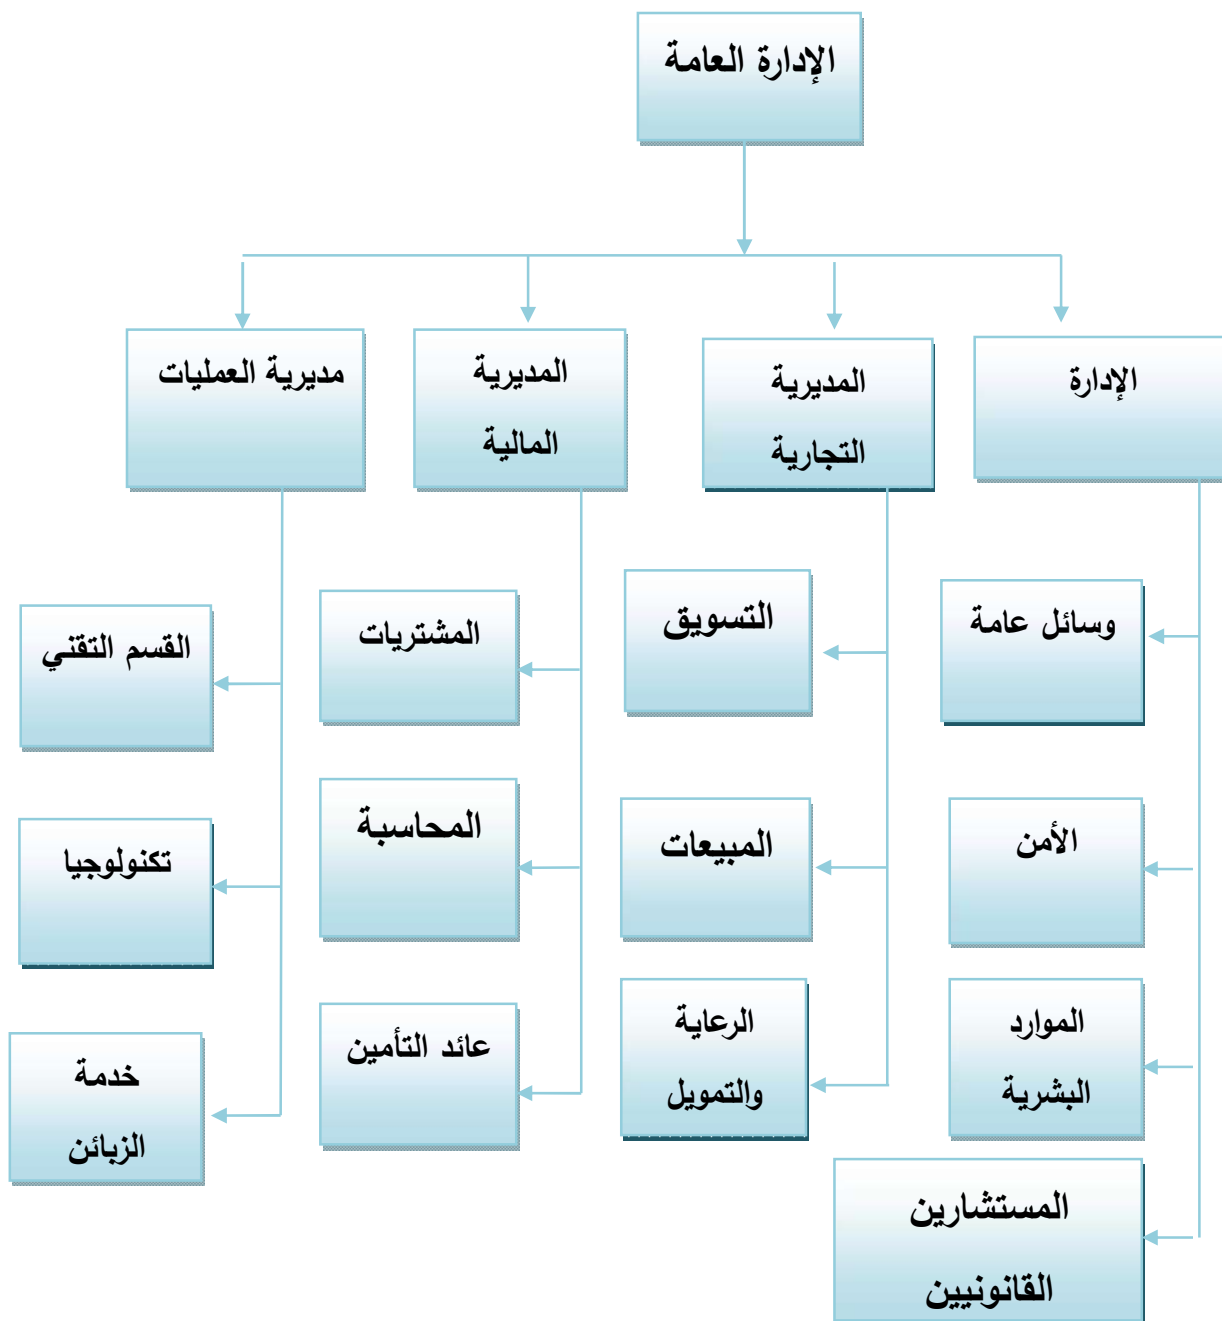 الإدارة العامة
الإدارة
المديرية
التجارية
المديرية
المالية
مديرية العمليات
وسائل عامة
التسويق
المشتريات
القسم التقني
الأمن
المبيعات
المحاسبة
تكنولوجيا
الموارد
البشرية
الرعاية
والتمويل
عائد التأمين
خدمة
الزبائن
المستشارين
القانونيين